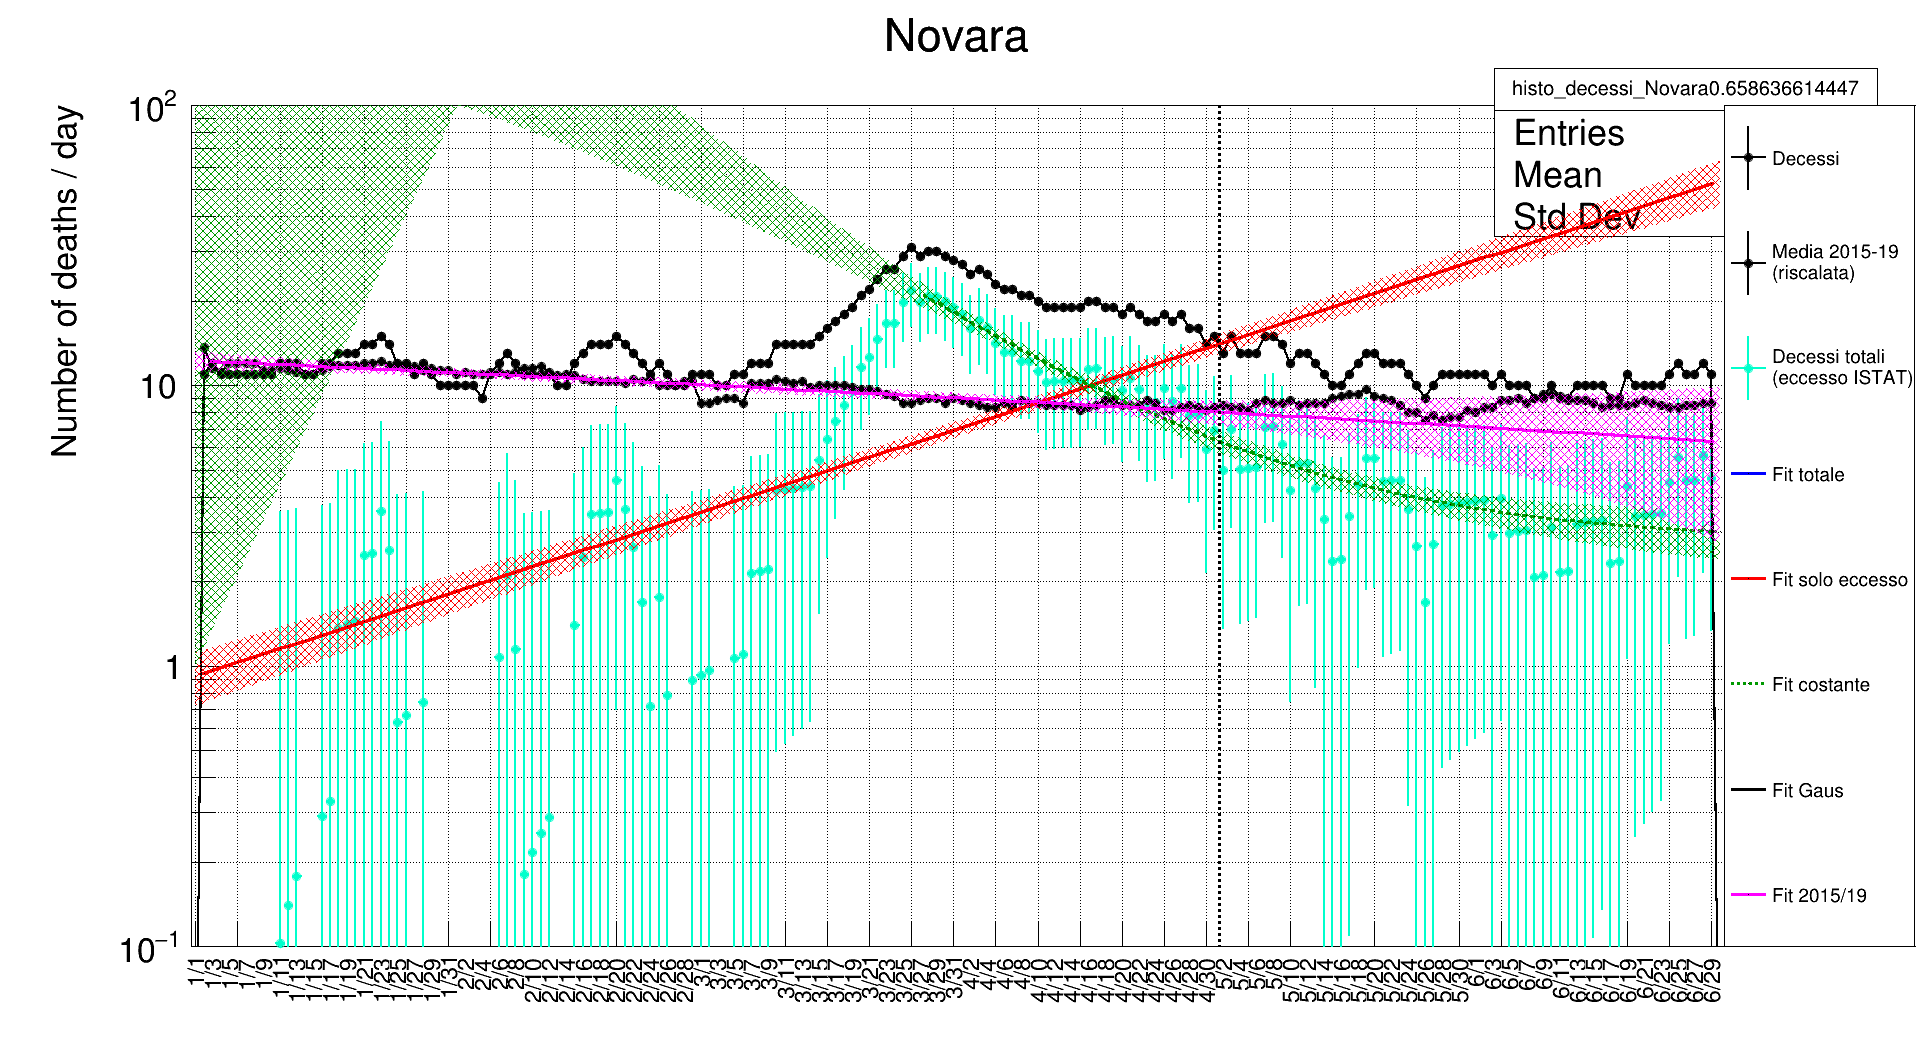 Novara
Number of deaths / day
histo_decessi_Novara0.658636614447
Entries
Mean
Std Dev
10²
10
1
10⁻¹
Decessi
Media 2015-19
(riscalata)
Decessi totali
(eccesso ISTAT)
Fit totale
Fit solo eccesso
Fit costante
Fit Gaus
Fit 2015/19
1/1 1/3 1/5 1/7 1/9 1/11 1/13 1/15 1/17 1/19 1/21 1/23 1/25 1/27 1/29 1/31 2/2 2/4 2/6 2/8 2/10 2/12 2/14 2/16 2/18 2/20 2/22 2/24 2/26 2/28 3/1 3/3 3/5 3/7 3/9 3/11 3/13 3/15 3/17 3/19 3/21 3/23 3/25 3/27 3/29 3/31 4/2 4/4 4/6 4/8 4/10 4/12 4/14 4/16 4/18 4/20 4/22 4/24 4/26 4/28 4/30 5/2 5/4 5/6 5/8 5/10 5/12 5/14 5/16 5/18 5/20 5/22 5/24 5/26 5/28 5/30 6/1 6/3 6/5 6/7 6/9 6/11 6/13 6/15 6/17 6/19 6/21 6/23 6/25 6/27 6/29